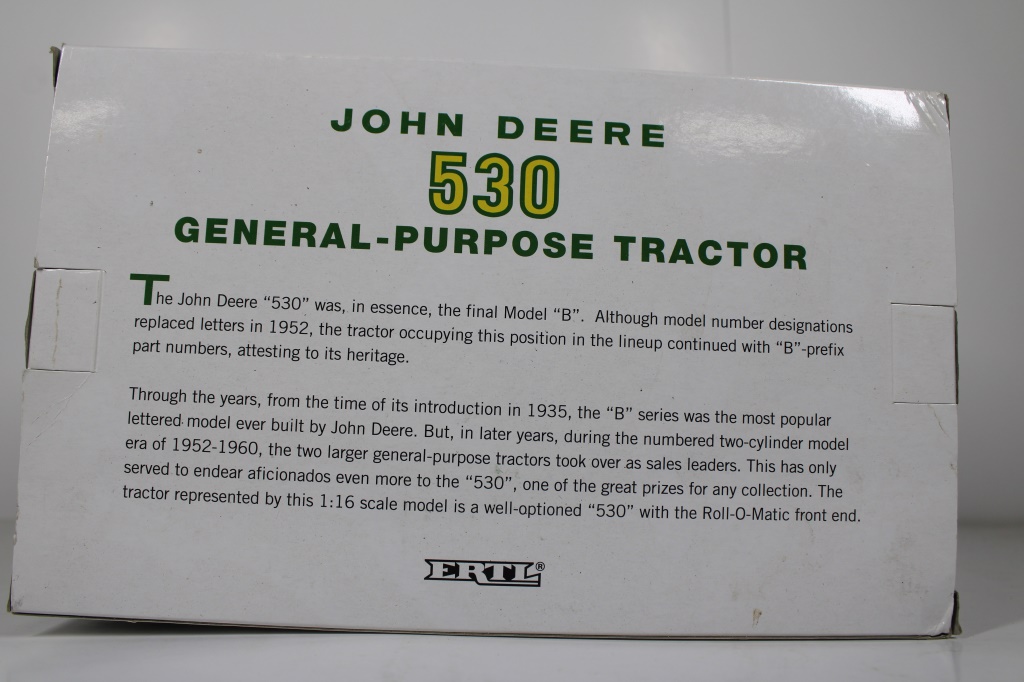 JOHN DEERE
530
GENERAL-PURPOSE TRACTOR
The John Deere “530” was, in essence, the final Model “B”. Although model number designations
replaced letters in 1952, the tractor occupying this position in the lineup continued with “B”-prefix
part numbers, attesting to its heritage.
Through the years, from the time of its introduction in 1935, the “B” series was the most popular
lettered model ever built by John Deere. But, in later years, during the numbered two-cylinder model
era of 1952-1960, the two larger general-purpose tractors took over as sales leaders. This has only
served to endear aficionados even more to the “530”, one of the great prizes for any collection. The
tractor represented by this 1:16 scale model is a well-optioned “530” with the Roll-O-Matic front end.
ERTL®